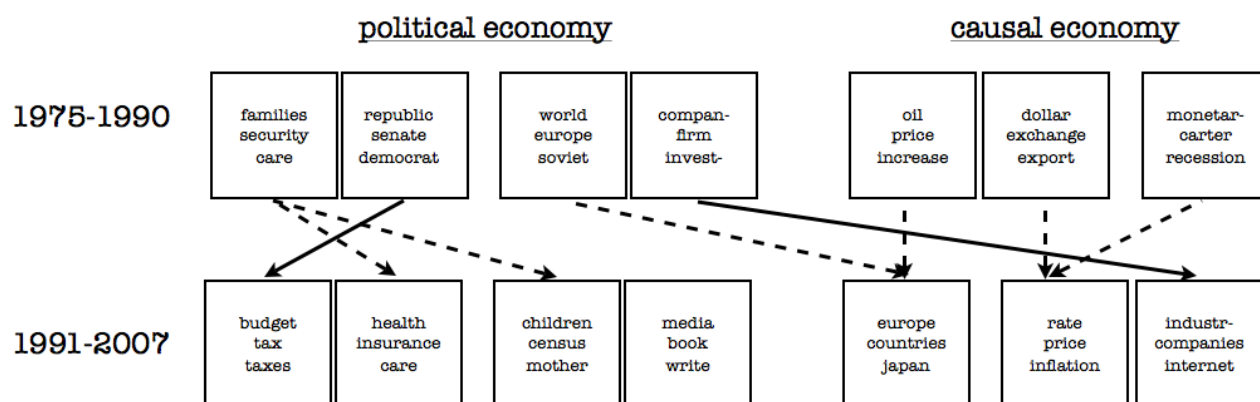 political economy
causal economy
1975-1990
families
security
care
republic
senate
democrat
world
europe
soviet
compan-
firm
invest-
oil
price
increase
dollar
exchange
export
monetar-
carter
recession
1991-2007
budget
tax
taxes
health
insurance
care
children
census
mother
media
book
write
europe
countries
japan
rate
price
inflation
industr-
companies
internet